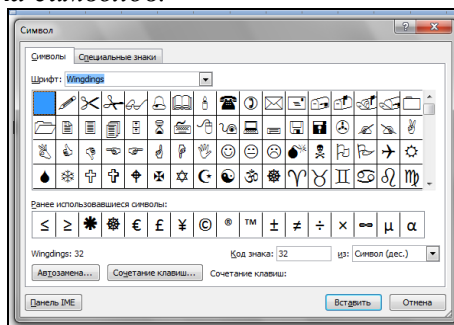 на символов.
Символ
Символы Специальные знаки
Шрифт: Wingdings
Ранее использовавшиеся символы:
≤ ≥ € £ ¥ © ® ™ ± ≠ ÷ × ∞ µ α
Wingdings: 32 Код знака: 32 из: Символ (дес.)
Автозамена... Сочетание клавиш... Сочетание клавиш:
Панель IME Вставить Отмена